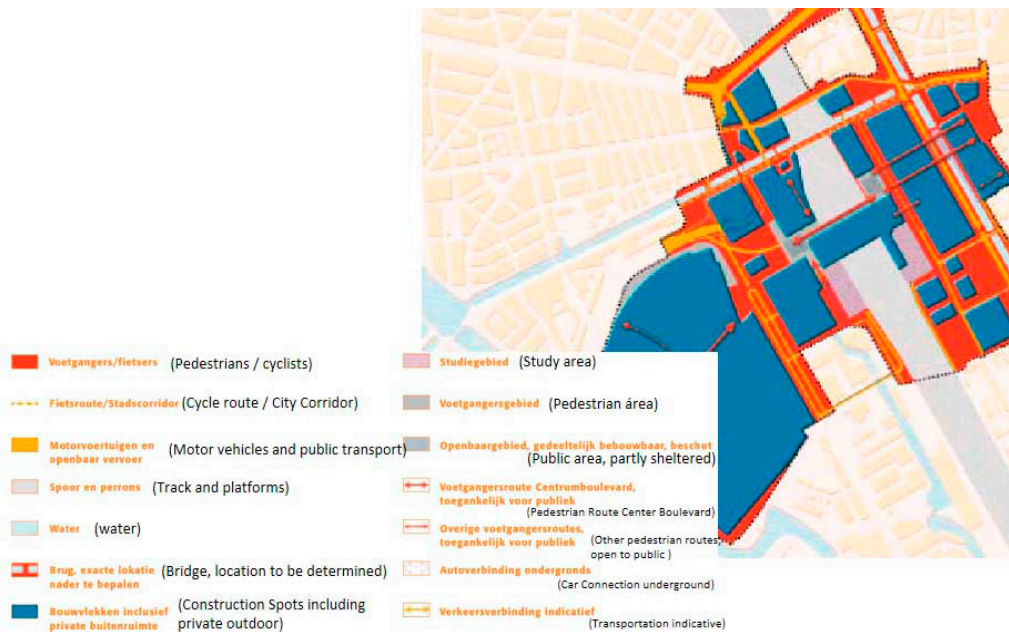 Voetgangers/fietsers (Pedestrians / cyclists)
Fietsroute/Stadscorridor (Cycle route / City Corridor)
Motorvoertuigen en
openbaar vervoer (Motor vehicles and public transport)
Spoor en perrons (Track and platforms)
Water (water)
Brug, exacte lokatie
nader te bepalen (Bridge, location to be determined)
Bouwvlekken inclusief
private buitenruimte (Construction Spots including
private outdoor)
Studiegebied (Study area)
Voetgangersgebied (Pedestrian área)
Openbaargebied, gedeeltelijk bebouwbaar, beschut
(Public area, partly sheltered)
Voetgangersroute Centrumboulevard,
toegankelijk voor publiek
(Pedestrian Route Center Boulevard)
Overige voetgangersroutes,
toegankelijk voor publiek (Other pedestrian routes,
open to public )
Autoverbinding ondergronds
(Car Connection underground)
Verkeersverbinding indicatief
(Transportation indicative)